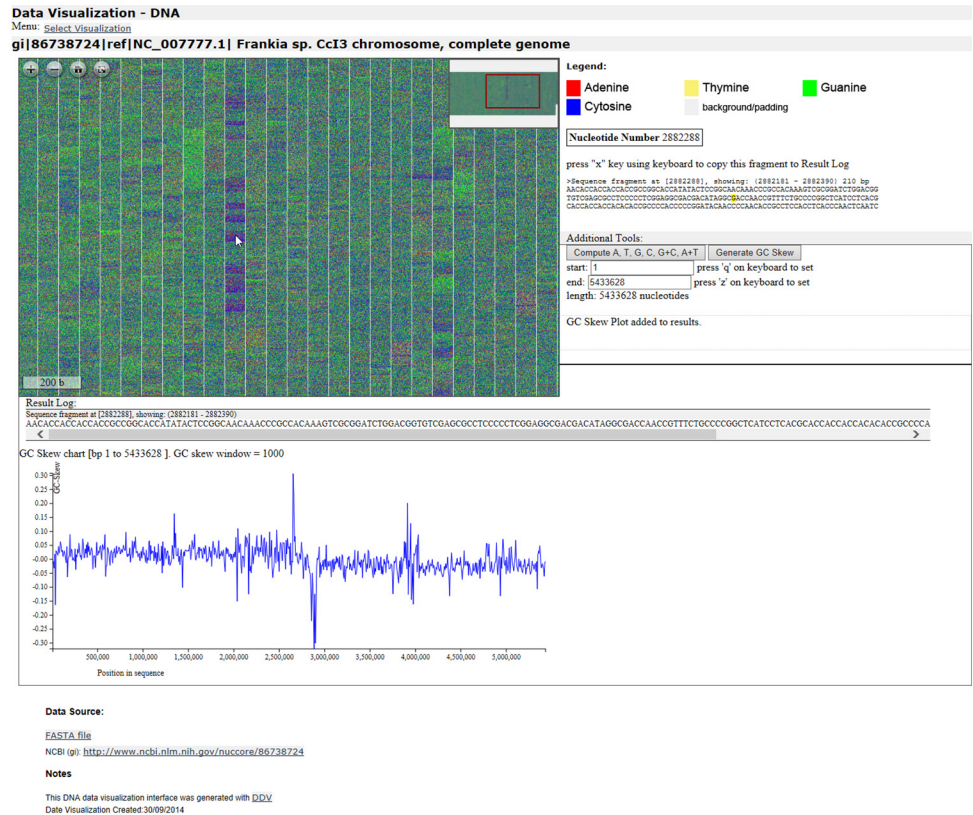 Data Visualization - DNA
Menu: Select Visualization
gi|86738724|ref|NC_007777.1| Frankia sp. CcI3 chromosome, complete genome
200 b
Legend:
Adenine Thymine Guanine
Cytosine background/padding
Nucleotide Number 2882288
press "x" key using keyboard to copy this fragment to Result Log
>Sequence fragment at [2882288], showing: (2882181 - 2882390) 210 bp
AACACCACCACCACCGCCGGCACCATATACTCCGGCAACAAACCCGCCACAAAGTCGCGGATCTGGACGG
TGTCGAGCGCCTCCCCCTCGGAGGCGACGACATAGGCGACCAACCGTTTCTGCCCCGGCTCATCCTCACG
CACCACCACCACACACCGCCCCACCCCCGGATACAACCCCAACACCGCCTCCACCTCACCCAACTCAATC
Additional Tools:
Compute A, T, G, C, G+C, A+T Generate GC Skew
start: 1 press 'q' on keyboard to set
end: 5433628 press 'z' on keyboard to set
length: 5433628 nucleotides
GC Skew Plot added to results.
Result Log:
Sequence fragment at [2882288], showing: (2882181 - 2882390)
AACACCACCACCACCGCCGGCACCATATACTCCGGCAACAAACCCGCCACAAAGTCGCGGATCTGGACGGTGTCGAGCGCCTCCCCCTCGGAGGCGACGACATAGGCGACCAACCGTTTCTGCCCCGGCTCATCCTCACGCACCACCACCACACACCGCCCCA
GC Skew chart [bp 1 to 5433628 ]. GC skew window = 1000
GC-Skew
0.30
0.25
0.20
0.15
0.10
0.05
-0.00
-0.05
-0.10
-0.15
-0.20
-0.25
-0.30
500,000 1,000,000 1,500,000 2,000,000 2,500,000 3,000,000 3,500,000 4,000,000 4,500,000 5,000,000
Position in sequence
Data Source:
FASTA file
NCBI (gi): http://www.ncbi.nlm.nih.gov/nuccore/86738724
Notes
This DNA data visualization interface was generated with DDV
Date Visualization Created:30/09/2014